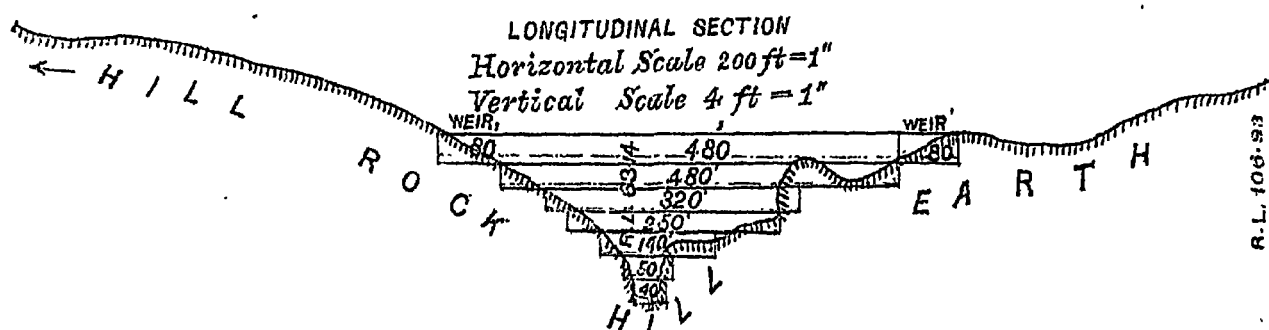 LONGITUDINAL SECTION
Horizontal Scale 200 ft = 1"
Vertical Scale 4 ft = 1"
← HILL
WEIR,
WEIR'
80
480
80'
480'
320'
250'
140'
50
40
ROCK
EARTH
HILL
R.L. 106.93